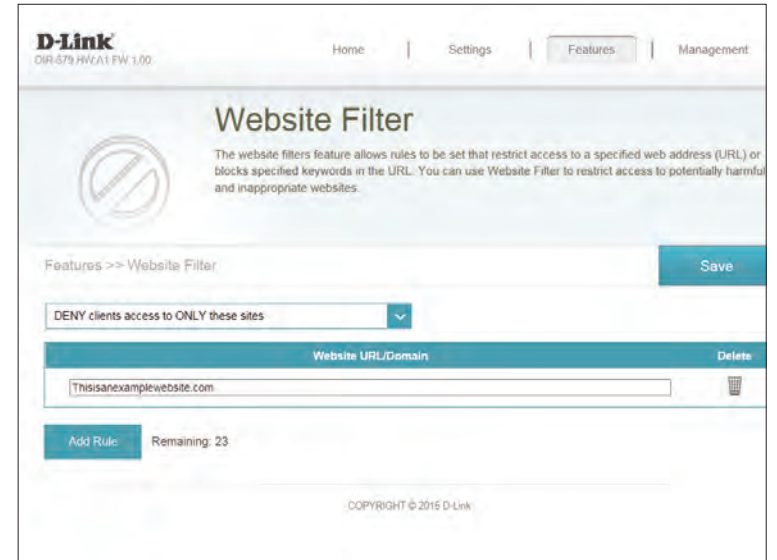 D-Link
DIR-879 HW:A1 FW:1.00
Home | Settings | Features | Management
Website Filter
The website filters feature allows rules to be set that restrict access to a specified web address (URL) or
blocks specified keywords in the URL. You can use Website Filter to restrict access to potentially harmful
and inappropriate websites.
Features >> Website Filter
Save
DENY clients access to ONLY these sites
Website URL/Domain Delete
Thisisanexamplewebsite.com
Add Rule Remaining: 23
COPYRIGHT © 2015 D-Link